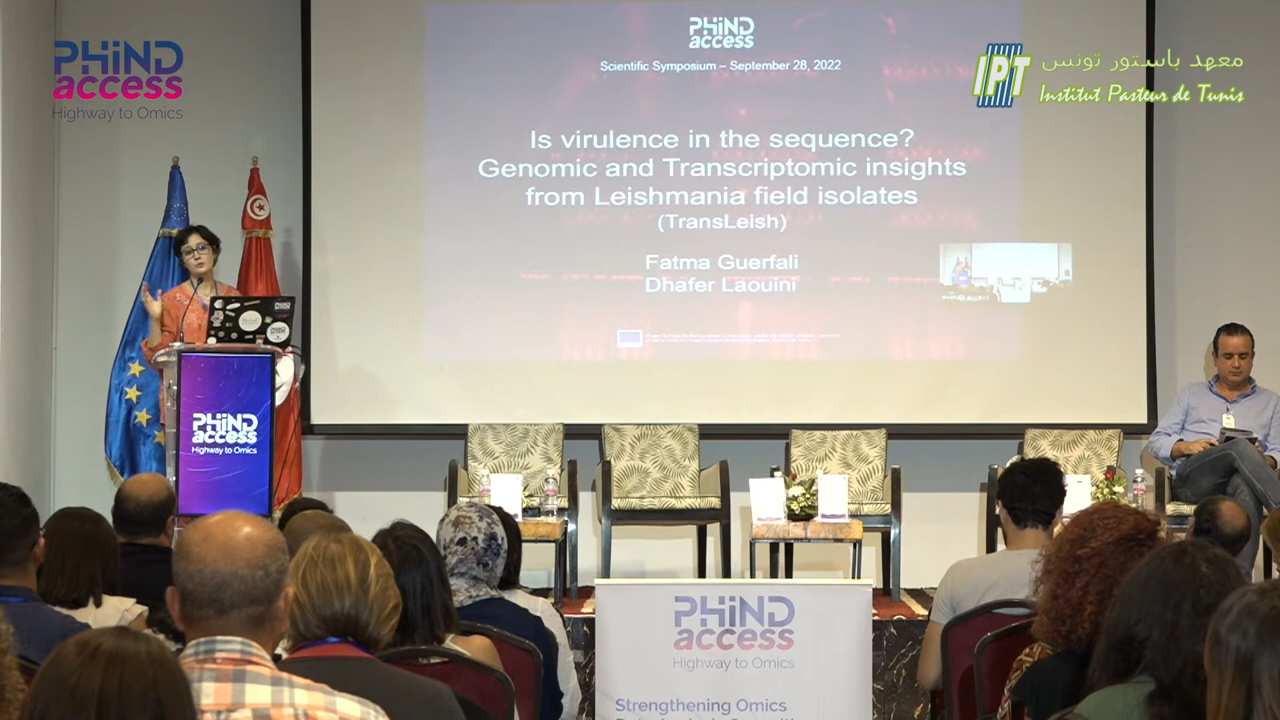 PHiND
access
Highway to Omics
PHiND
access
Scientific Symposium – September 28, 2022
IPT
معهد باستور تونس
Institut Pasteur de Tunis
Is virulence in the sequence?
Genomic and Transcriptomic insights
from Leishmania field isolates
(TransLeish)
Fatma Guerfali
Dhafer Laouini
PHiND
access
Highway to Omics
PHiND
access
Highway to Omics
Strengthening Omics